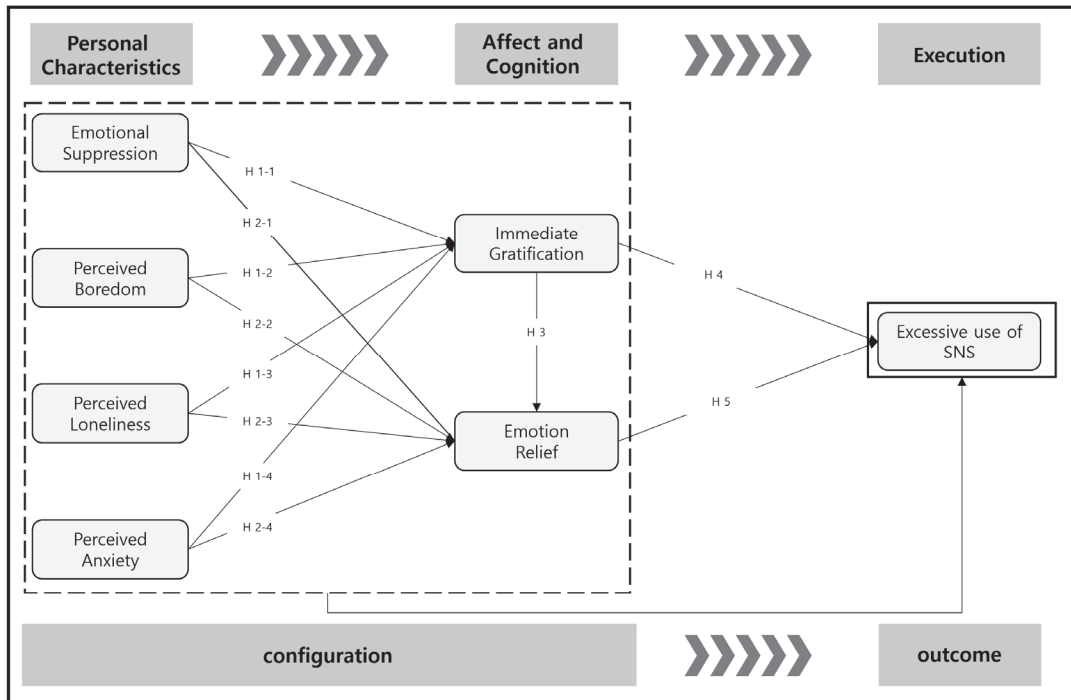 Personal
Characteristics
Affect and
Cognition
Execution
Emotional
Suppression
H 1-1
H 2-1
Immediate
Gratification
Perceived
Boredom
H 1-2
H 4
H 2-2
H 3
Excessive use of
SNS
H 1-3
Perceived
Loneliness
H 2-3
H 5
Emotion
Relief
H 1-4
H 2-4
Perceived
Anxiety
configuration
outcome